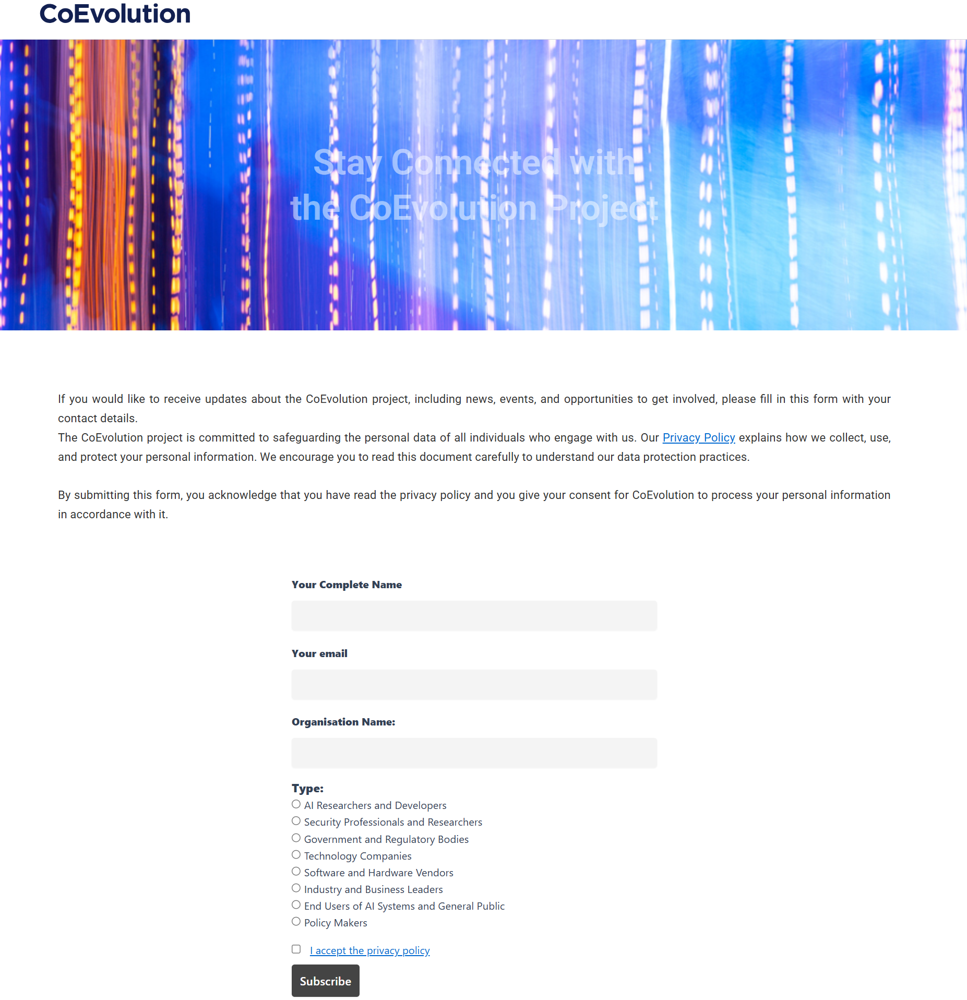 CoEvolution
Stay Connected with
the CoEvolution Project
If you would like to receive updates about the CoEvolution project, including news, events, and opportunities to get involved, please fill in this form with your
contact details.
The CoEvolution project is committed to safeguarding the personal data of all individuals who engage with us. Our Privacy Policy explains how we collect, use,
and protect your personal information. We encourage you to read this document carefully to understand our data protection practices.
By submitting this form, you acknowledge that you have read the privacy policy and you give your consent for CoEvolution to process your personal information
in accordance with it.
Your Complete Name
Your email
Organisation Name:
Type:
AI Researchers and Developers
Security Professionals and Researchers
Government and Regulatory Bodies
Technology Companies
Software and Hardware Vendors
Industry and Business Leaders
End Users of AI Systems and General Public
Policy Makers
I accept the privacy policy
Subscribe